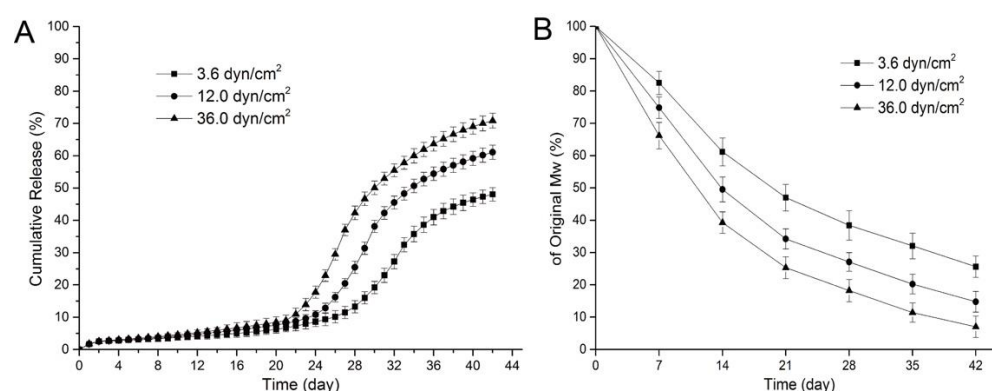 A
Cumulative Release (%)
100
90
80
70
60
50
40
30
20
10
0
3.6 dyn/cm²
12.0 dyn/cm²
36.0 dyn/cm²
0 4 8 12 16 20 24 28 32 36 40 44
Time (day)
B
of Original Mw (%)
100
90
80
70
60
50
40
30
20
10
0
3.6 dyn/cm²
12.0 dyn/cm²
36.0 dyn/cm²
0 7 14 21 28 35 42
Time (day)